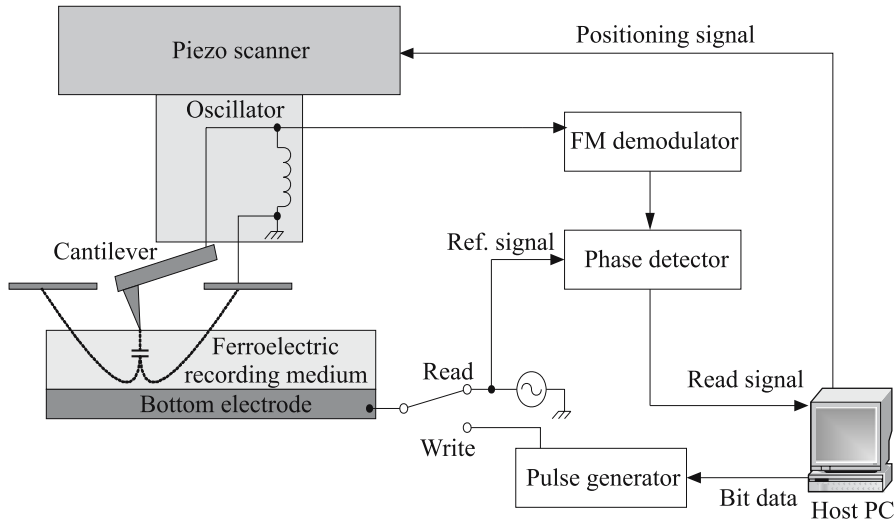 Positioning signal
Piezo scanner
Oscillator
FM demodulator
Cantilever
Ref. signal
Phase detector
Ferroelectric
recording medium
Read
Read signal
Bottom electrode
Write
Pulse generator
Bit data
Host PC